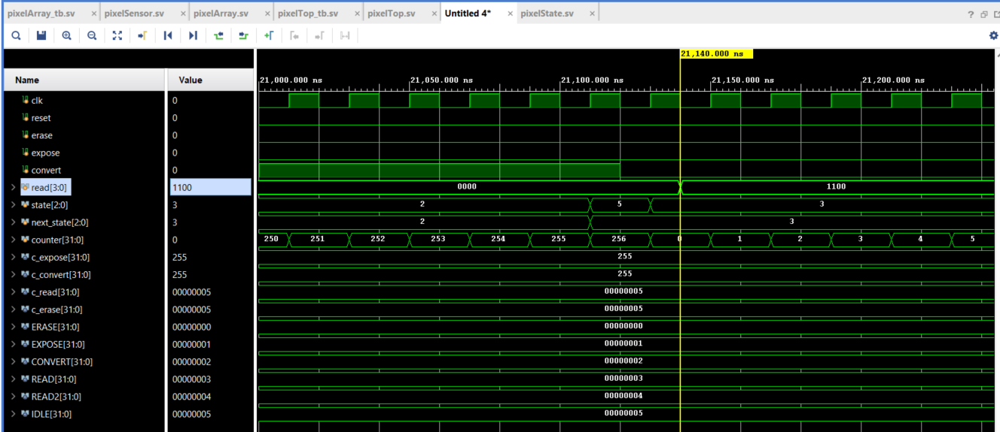 pixelArray_tb.sv × pixelSensor.sv × pixelArray.sv × pixelTop_tb.sv × pixelTop.sv × Untitled 4* × pixelState.sv × ?
21,140.000 ns
Name Value 21,000.000 ns 21,050.000 ns 21,100.000 ns 21,150.000 ns 21,200.000 ns
clk 0
reset 0
erase 0
expose 0
convert 0
read[3:0] 1100 0000 1100
state[2:0] 3 2 5 3
next_state[2:0] 3 2 3
counter[31:0] 0 250 251 252 253 254 255 256 0 1 2 3 4 5
c_expose[31:0] 255 255
c_convert[31:0] 255 255
c_read[31:0] 00000005 00000005
c_erase[31:0] 00000005 00000005
ERASE[31:0] 00000000 00000000
EXPOSE[31:0] 00000001 00000001
CONVERT[31:0] 00000002 00000002
READ[31:0] 00000003 00000003
READ2[31:0] 00000004 00000004
IDLE[31:0] 00000005 00000005